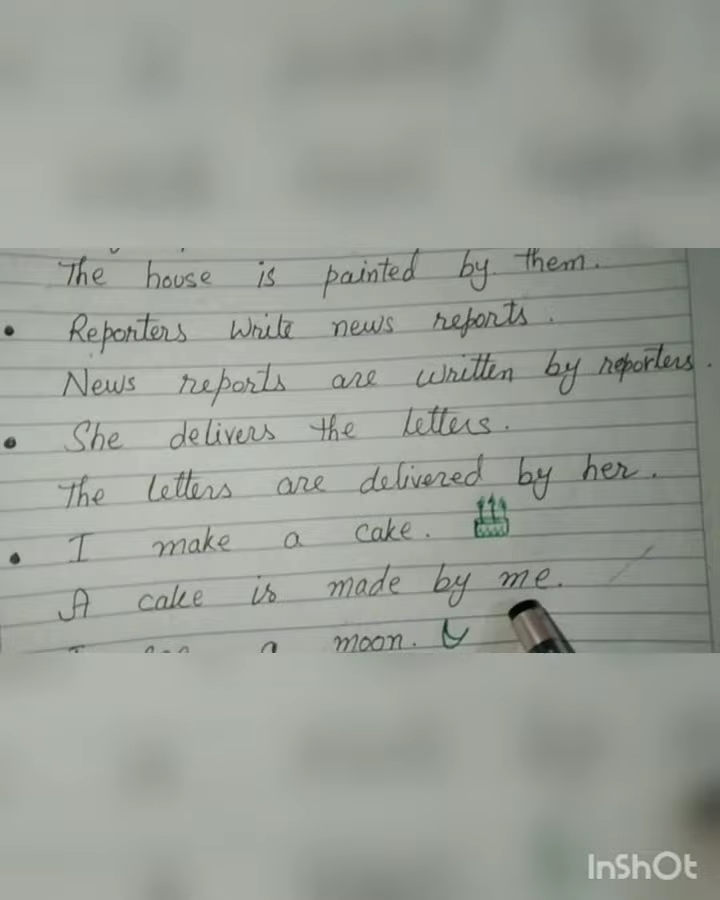 The house is painted by them.
• Reporters write news reports.
News reports are written by reporters.
• She delivers the letters.
The letters are delivered by her.
• I make a cake.
A cake is made by me.
a moon.
InShOt